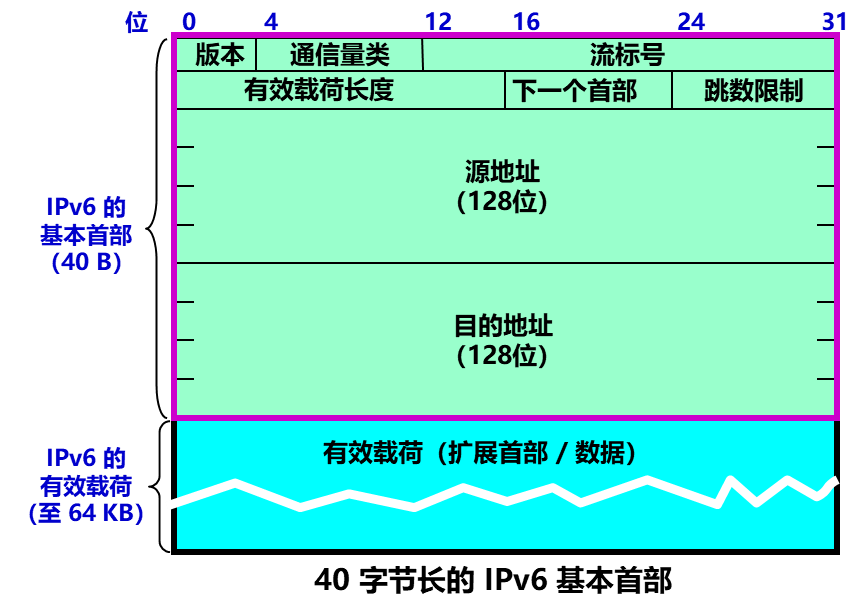 位 0 4 12 16 24 31
版本 通信量类 流标号
有效载荷长度 下一个首部 跳数限制
源地址
（128位）
IPv6 的
基本首部
（40 B）
目的地址
（128位）
有效载荷（扩展首部 / 数据）
IPv6 的
有效载荷
（至 64 KB）
40 字节长的 IPv6 基本首部